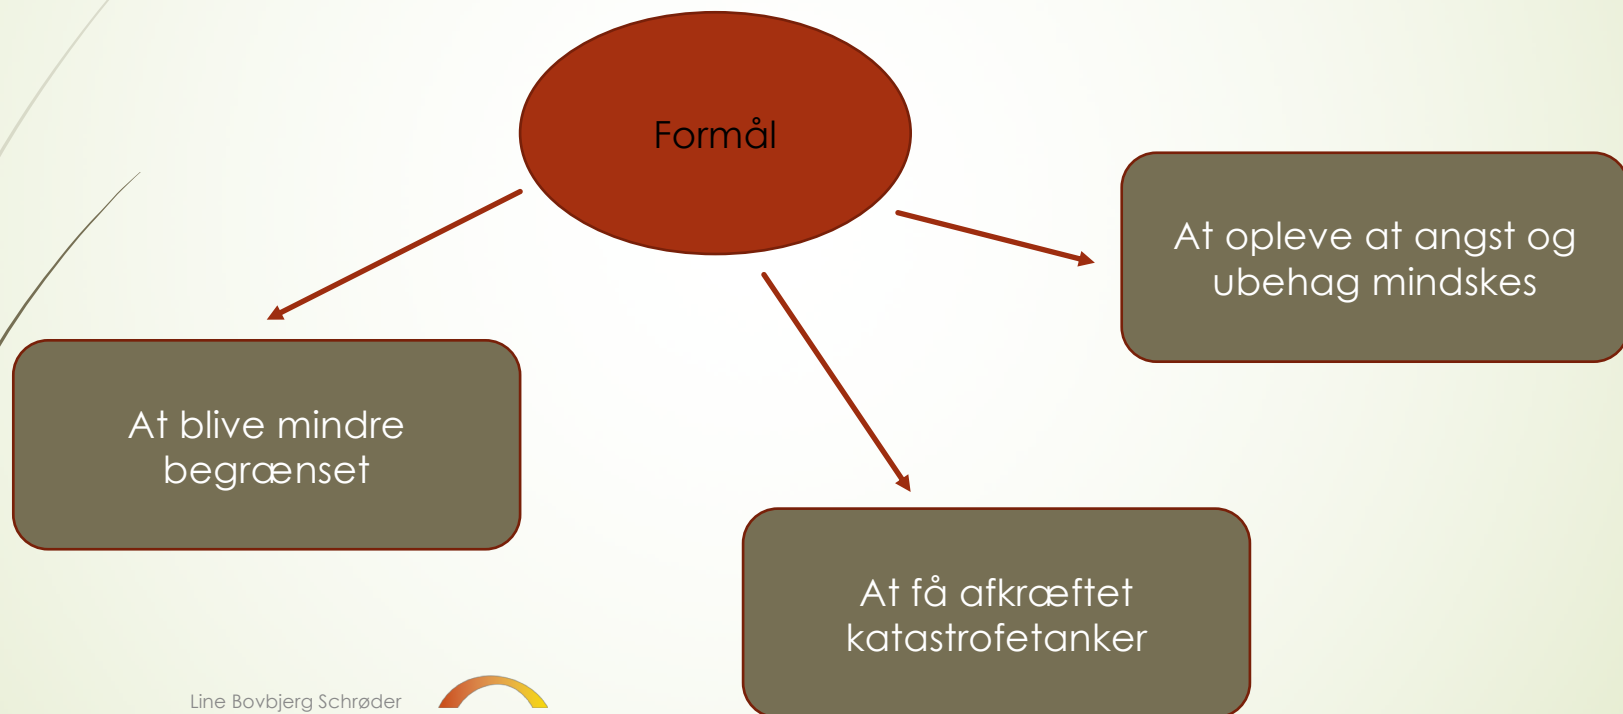 Formål
At opleve at angst og
ubehag mindskes
At blive mindre
begrænset
At få afkræftet
katastrofetanker
Line Bovbjerg Schrøder